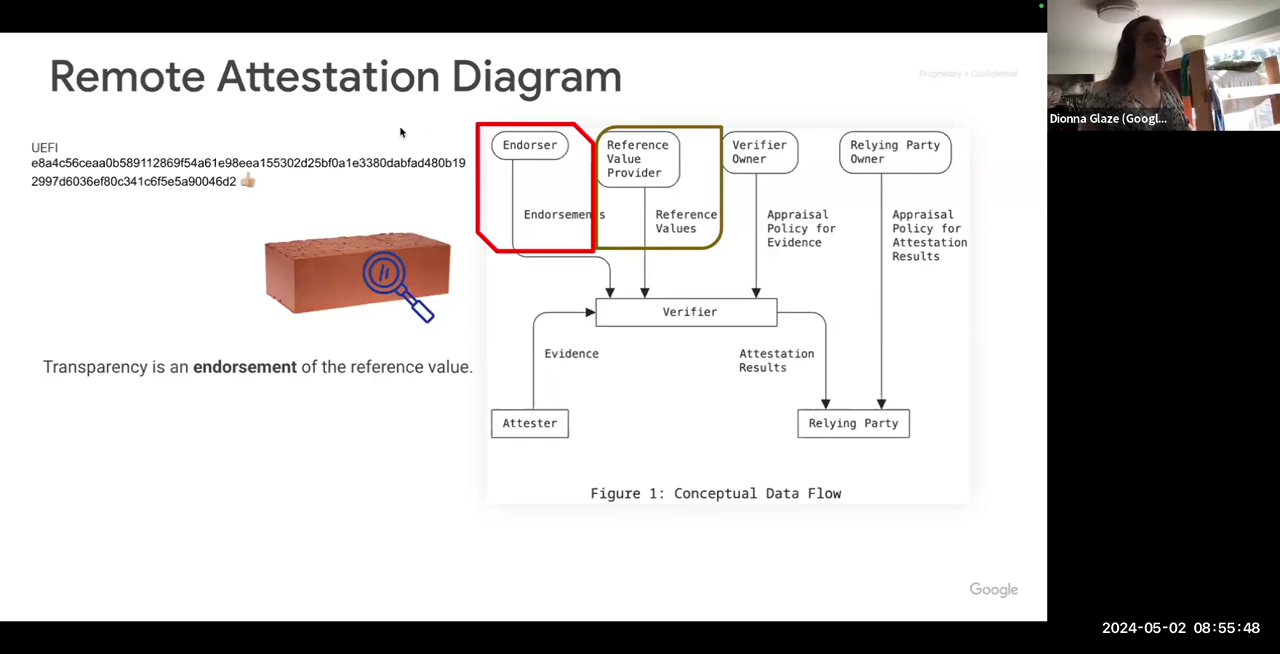 Remote Attestation Diagram
Proprietary + Confidential
Dionna Glaze (Googl...
UEFI
e8a4c56ceaa0b589112869f54a61e98eea155302d25bf0a1e3380dabfad480b19
2997d6036ef80c341c6f5e5a90046d2 👍🏼
Transparency is an endorsement of the reference value.
Endorser
Reference
Value
Provider
Verifier
Owner
Relying Party
Owner
Endorsements
Reference
Values
Appraisal
Policy for
Evidence
Appraisal
Policy for
Attestation
Results
Verifier
Evidence
Attestation
Results
Attester
Relying Party
Figure 1: Conceptual Data Flow
Google
2024-05-02 08:55:48